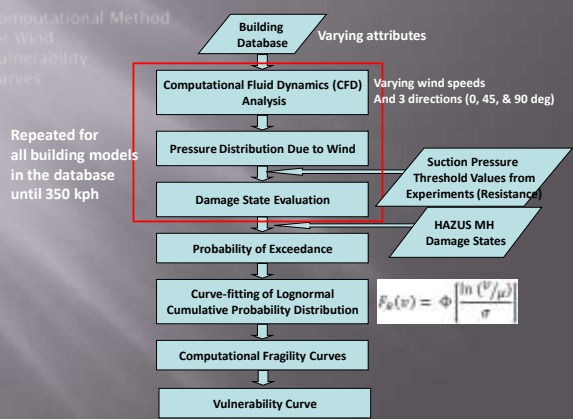 Computational Method
for Wind
Vulnerability
Curves
Building
Database
Varying attributes
Computational Fluid Dynamics (CFD)
Analysis
Varying wind speeds
And 3 directions (0, 45, & 90 deg)
Repeated for
all building models
in the database
until 350 kph
Pressure Distribution Due to Wind
Suction Pressure
Threshold Values from
Experiments (Resistance)
Damage State Evaluation
HAZUS MH
Damage States
Probability of Exceedance
Curve-fitting of Lognormal
Cumulative Probability Distribution
F_R(v) = Φ[ln(v/μ)/σ]
Computational Fragility Curves
Vulnerability Curve